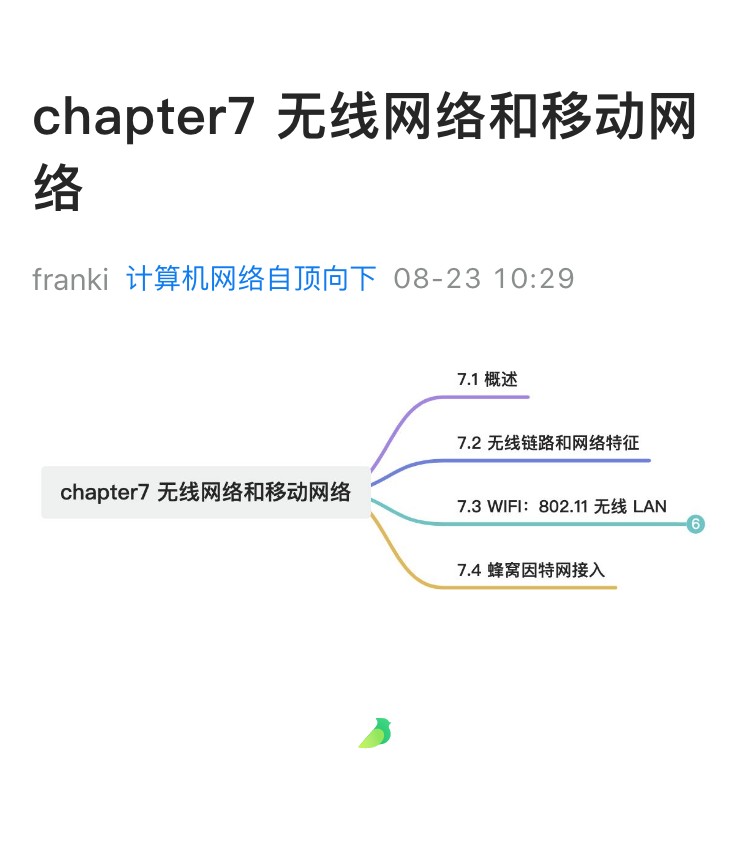 chapter7 无线网络和移动网
络
franki 计算机网络自顶向下 08-23 10:29
7.1 概述
7.2 无线链路和网络特征
chapter7 无线网络和移动网络
7.3 WIFI：802.11 无线 LAN
6
7.4 蜂窝因特网接入